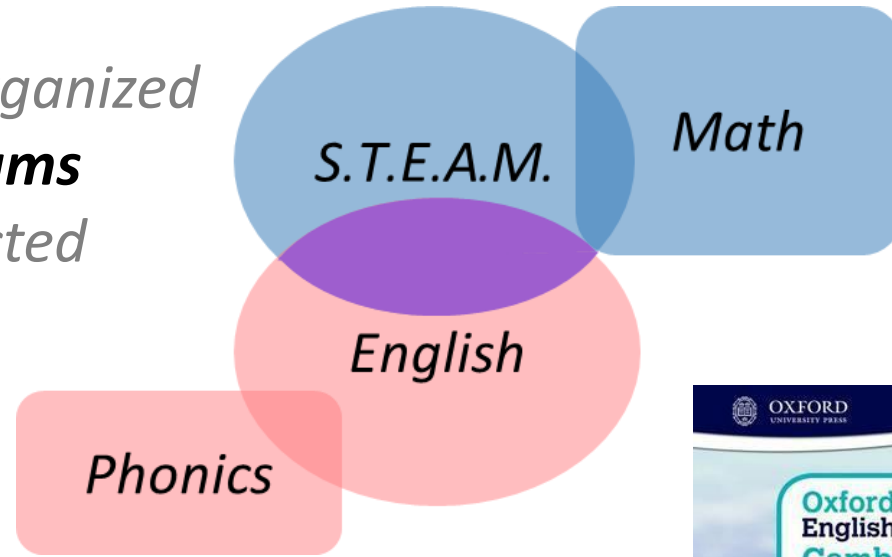 ganized
S.T.E.A.M.
Math
ms
ted
English
Phonics
OXFORD
UNIVERSITY PRESS
Oxford
English